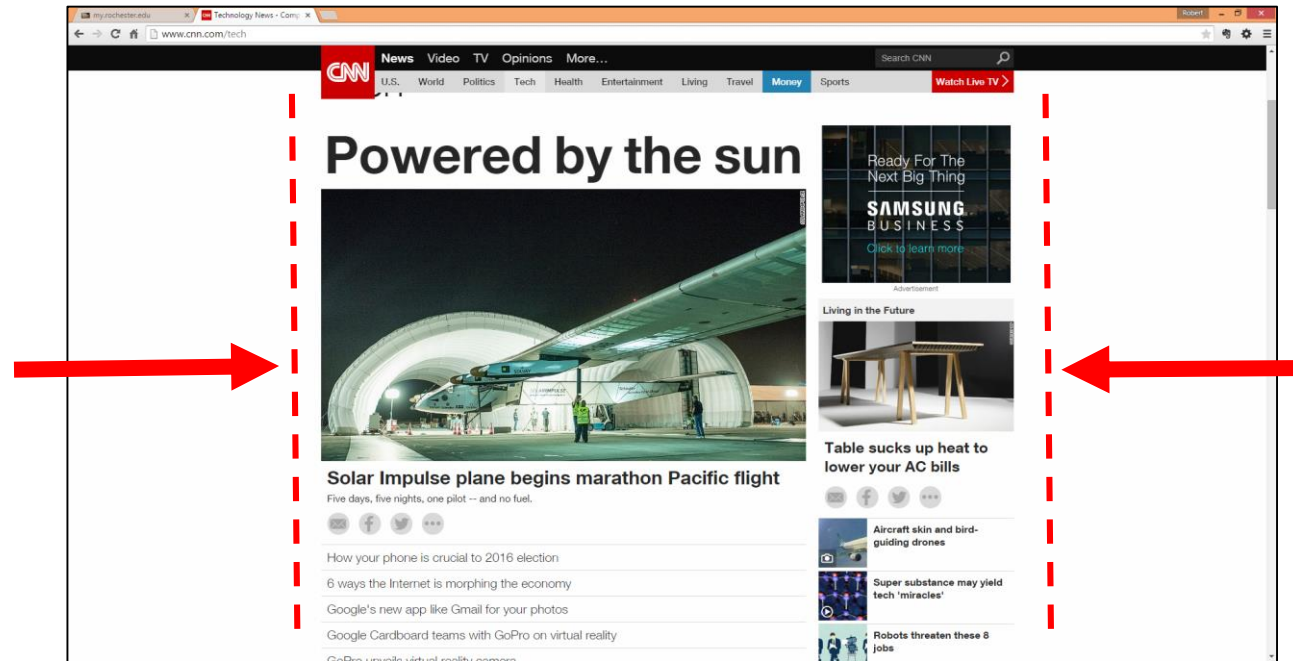 my.rochester.edu
Technology News - Comp
Robert
www.cnn.com/tech
CNN
News Video TV Opinions More...
Search CNN
U.S. World Politics Tech Health Entertainment Living Travel Money Sports
Watch Live TV
Powered by the sun
Ready For The
Next Big Thing
SAMSUNG
BUSINESS
Click to learn more
Advertisement
Living in the Future
Solar Impulse plane begins marathon Pacific flight
Five days, five nights, one pilot -- and no fuel.
How your phone is crucial to 2016 election
6 ways the Internet is morphing the economy
Google's new app like Gmail for your photos
Google Cardboard teams with GoPro on virtual reality
GoPro unveils virtual reality camera
Table sucks up heat to
lower your AC bills
Aircraft skin and bird-
guiding drones
Super substance may yield
tech 'miracles'
Robots threaten these 8
jobs